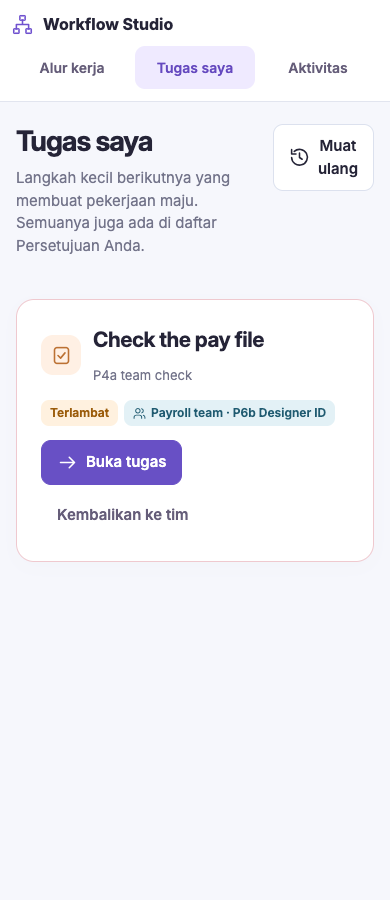 Workflow Studio
Alur kerja
Tugas saya
Aktivitas
Tugas saya
Langkah kecil berikutnya yang
membuat pekerjaan maju.
Semuanya juga ada di daftar
Persetujuan Anda.
Muat
ulang
Check the pay file
P4a team check
Terlambat
Payroll team · P6b Designer ID
Buka tugas
Kembalikan ke tim